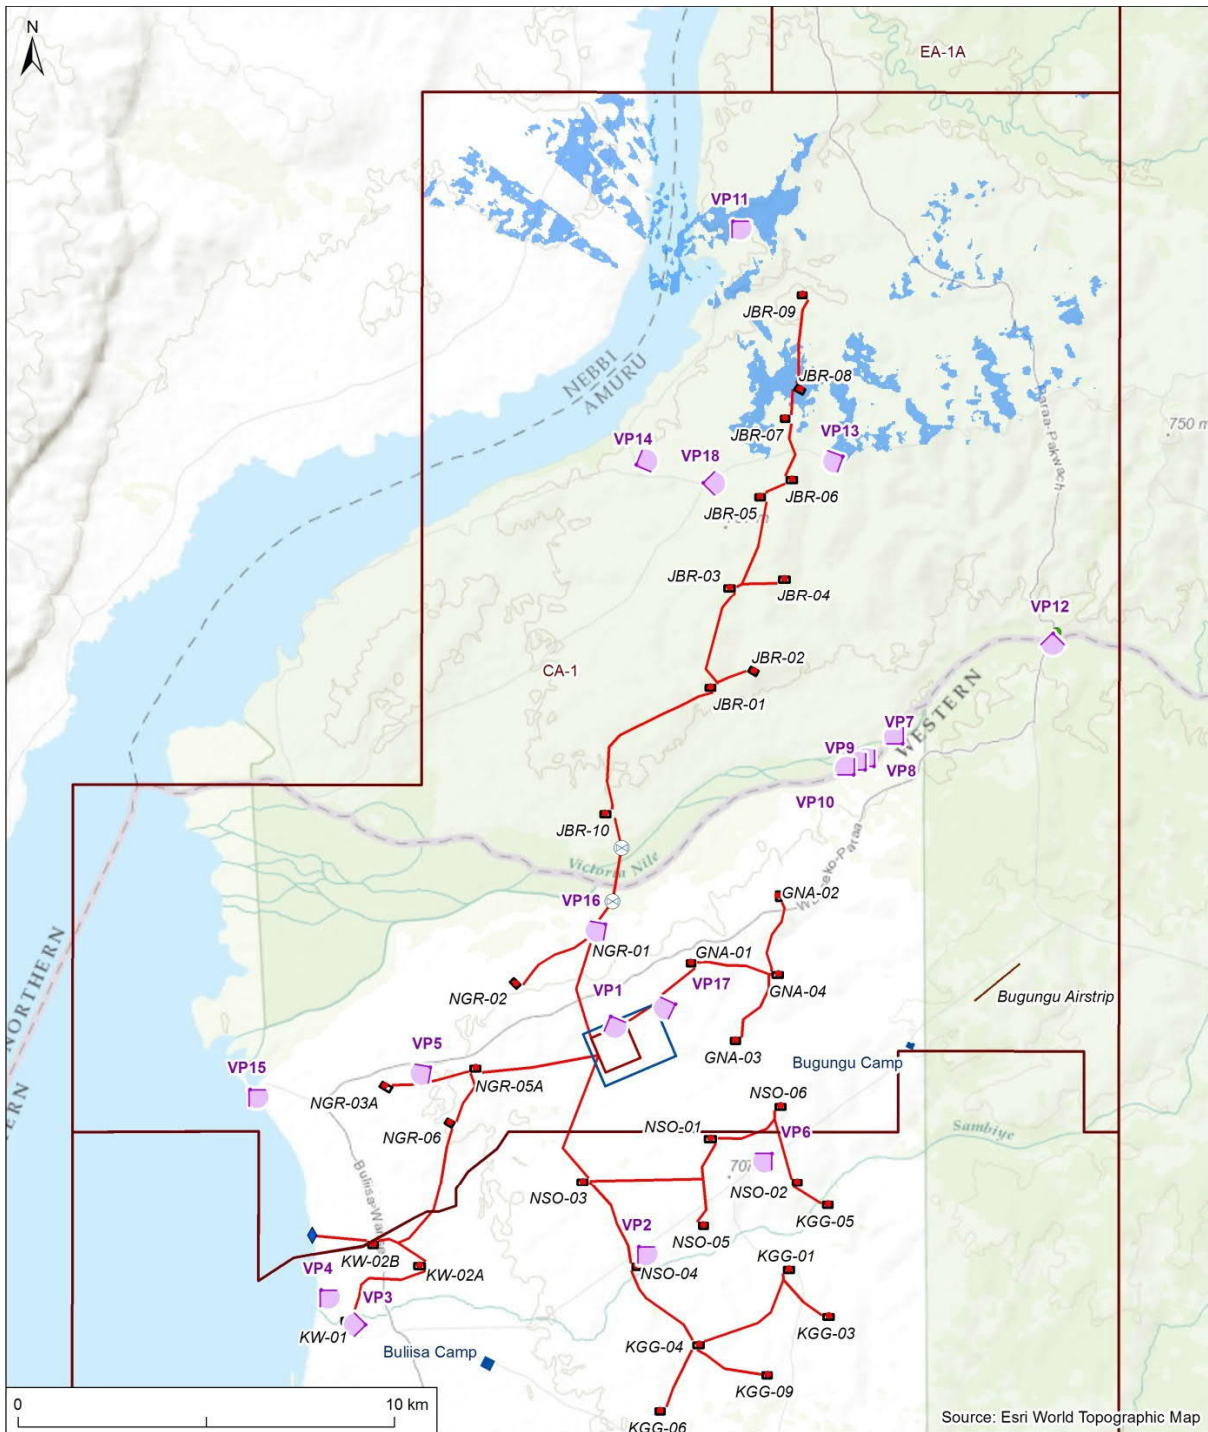 N
EA-1A
VP11
JBR-09
NEBBI
AMURU
JBR-08
Paraa-Pakwach
JBR-07
VP13
750 m
VP14
VP18
JBR-06
JBR-05
JBR-03
JBR-04
VP12
JBR-02
CA-1
JBR-01
WESTERN
VP7
VP9
VP8
VP10
JBR-10
Victoria Nile
GNA-02
VP16
NORTHERN
NGR-01
GNA-01
NGR-02
GNA-04
VP17
VP1
Bugungu Airstrip
VP5
GNA-03
Bugungu Camp
VP15
NGR-03A
NGR-05A
NSO-06
NGR-06
NSO-01
Sambiye
VP6
NSO-03
NSO-02
KGG-05
NSO-05
VP2
KW-02B
KGG-01
VP4
KW-02A
NSO-04
VP3
KGG-03
KW-01
KGG-04
Buliisa Camp
KGG-09
0
10 km
KGG-06
Source: Esri World Topographic Map